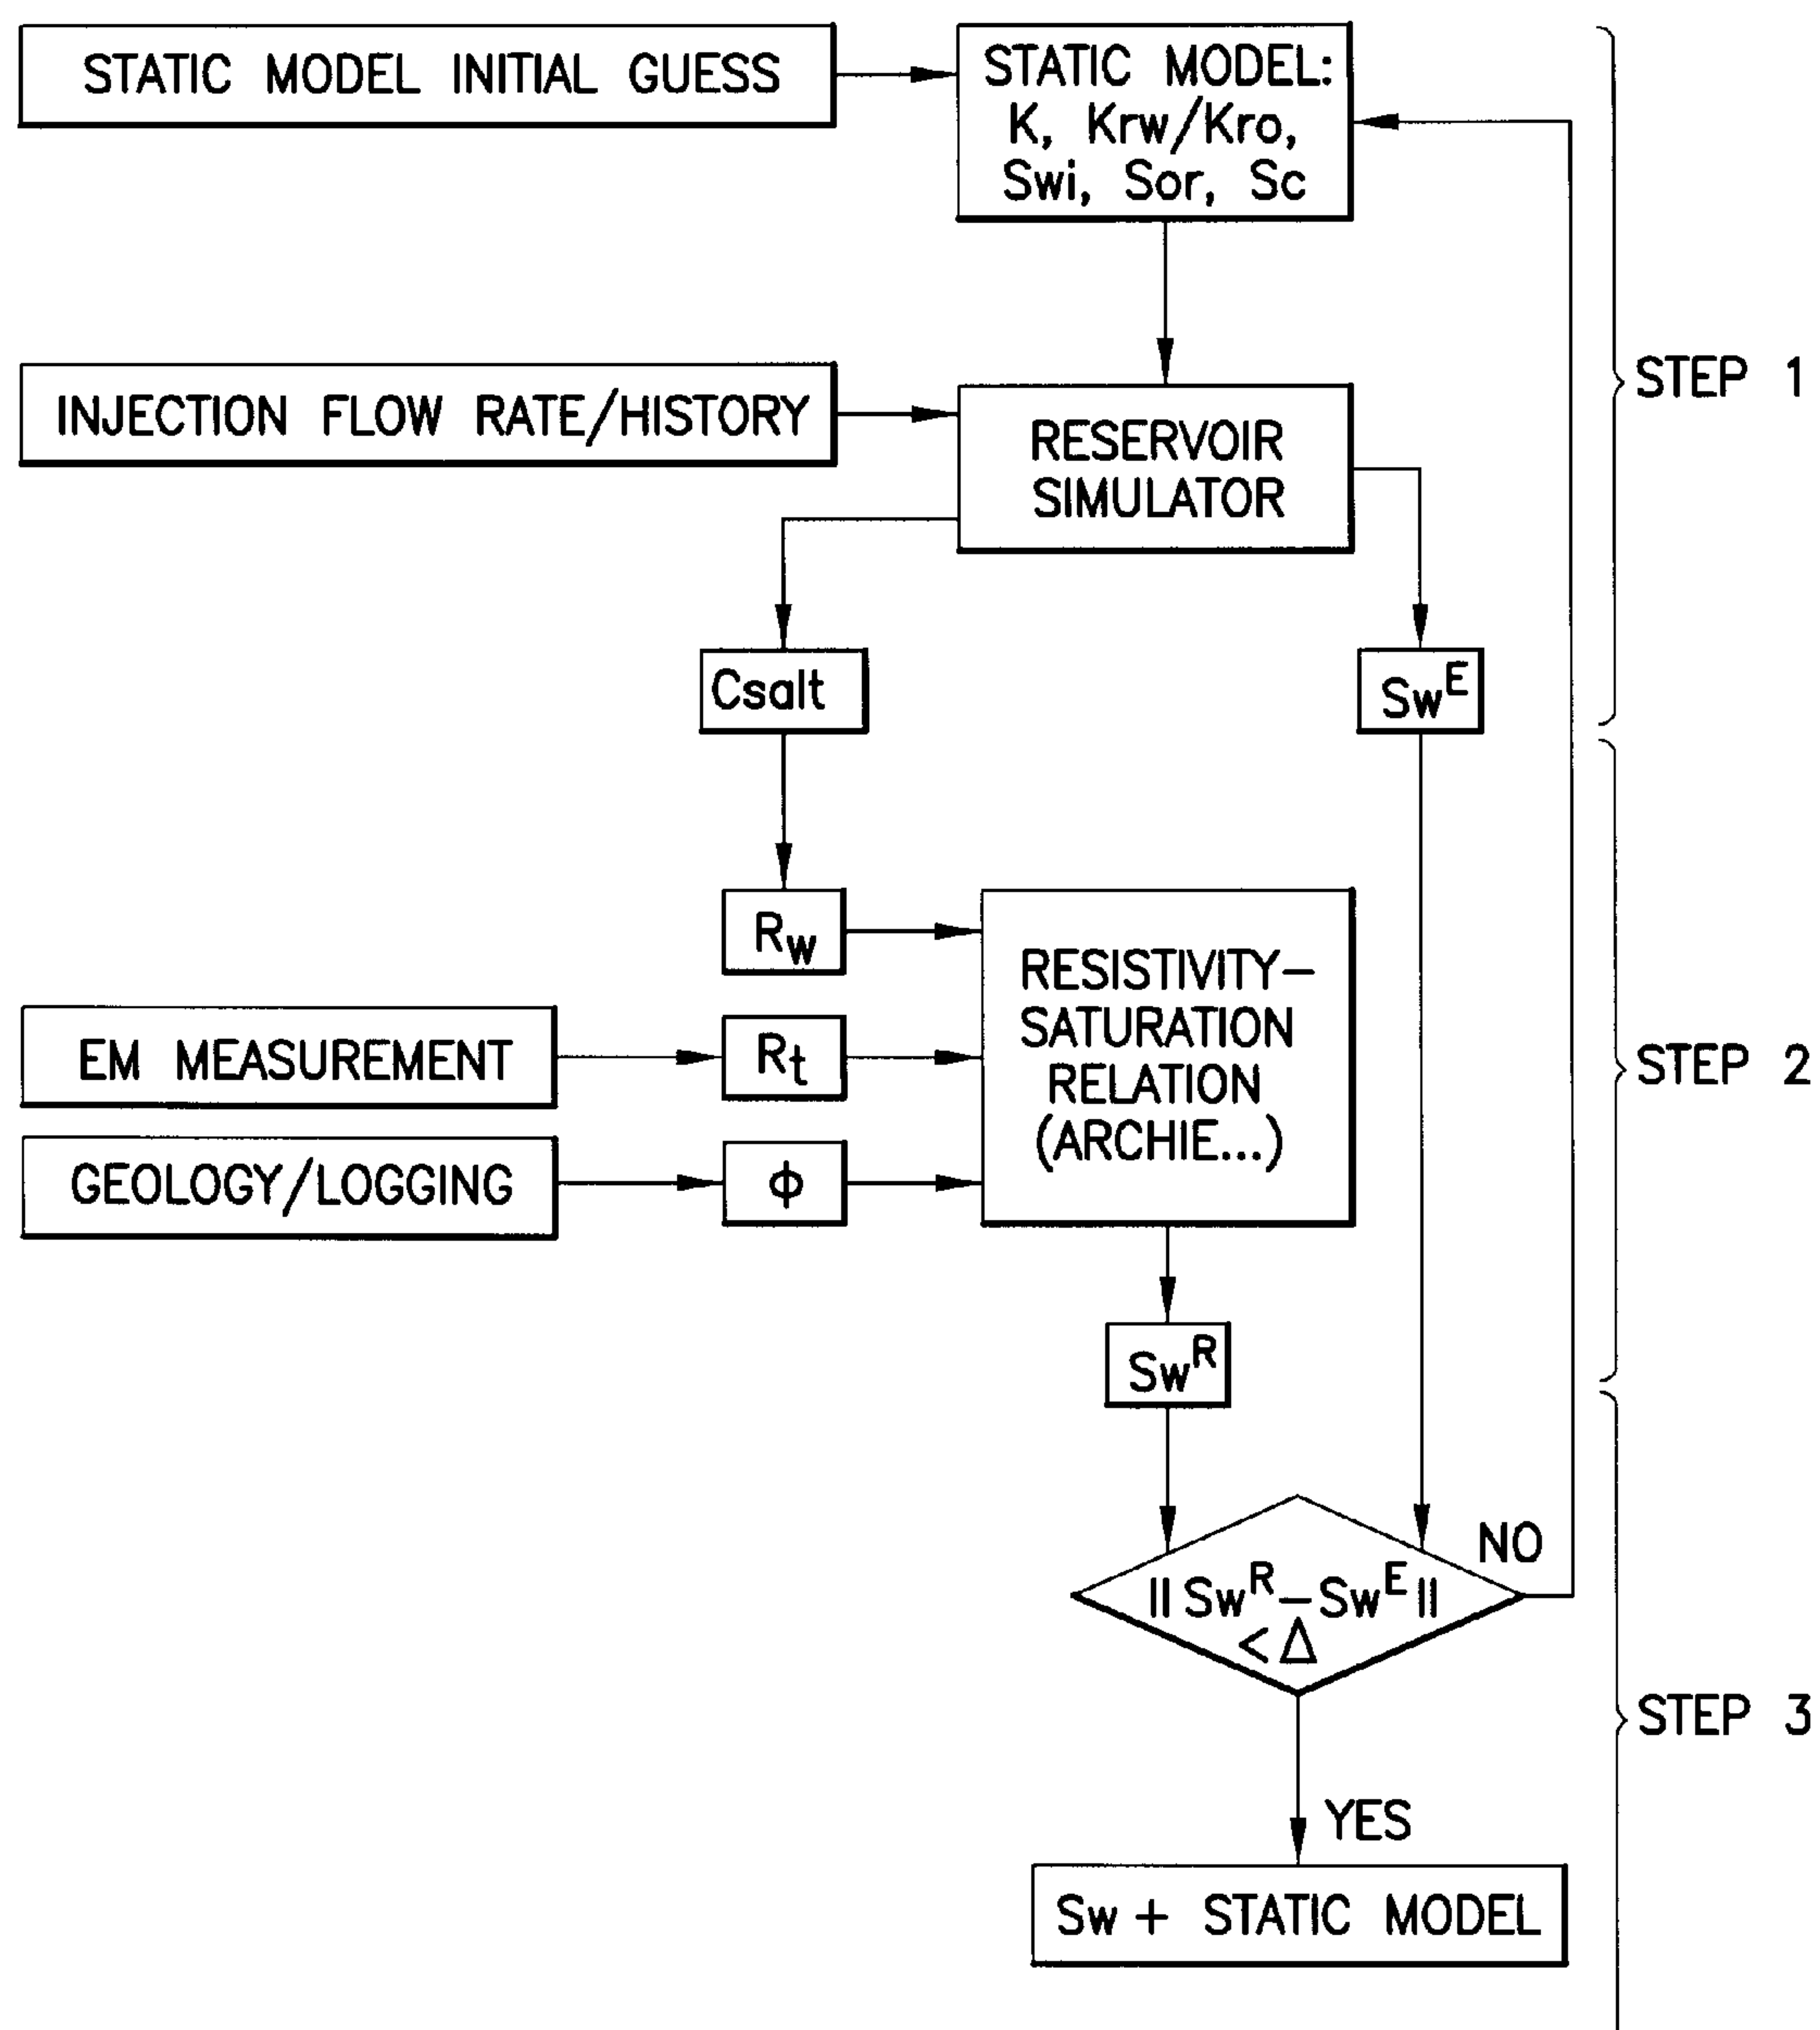 STATIC MODEL INITIAL GUESS
STATIC MODEL:
K, Krw/Kro,
Swi, Sor, Sc
INJECTION FLOW RATE/HISTORY
RESERVOIR
SIMULATOR
STEP 1
Csalt
Sw^E
R_w
RESISTIVITY-
SATURATION
RELATION
(ARCHIE...)
EM MEASUREMENT
R_t
GEOLOGY/LOGGING
ϕ
STEP 2
Sw^R
NO
|| Sw^R – Sw^E ||
< Δ
STEP 3
YES
Sw + STATIC MODEL